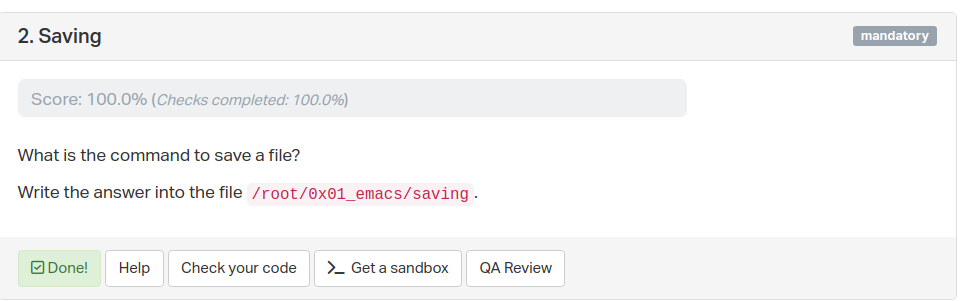 2. Saving
mandatory
Score: 100.0% (Checks completed: 100.0%)
What is the command to save a file?
Write the answer into the file /root/0x01_emacs/saving .
Done! Help Check your code Get a sandbox QA Review